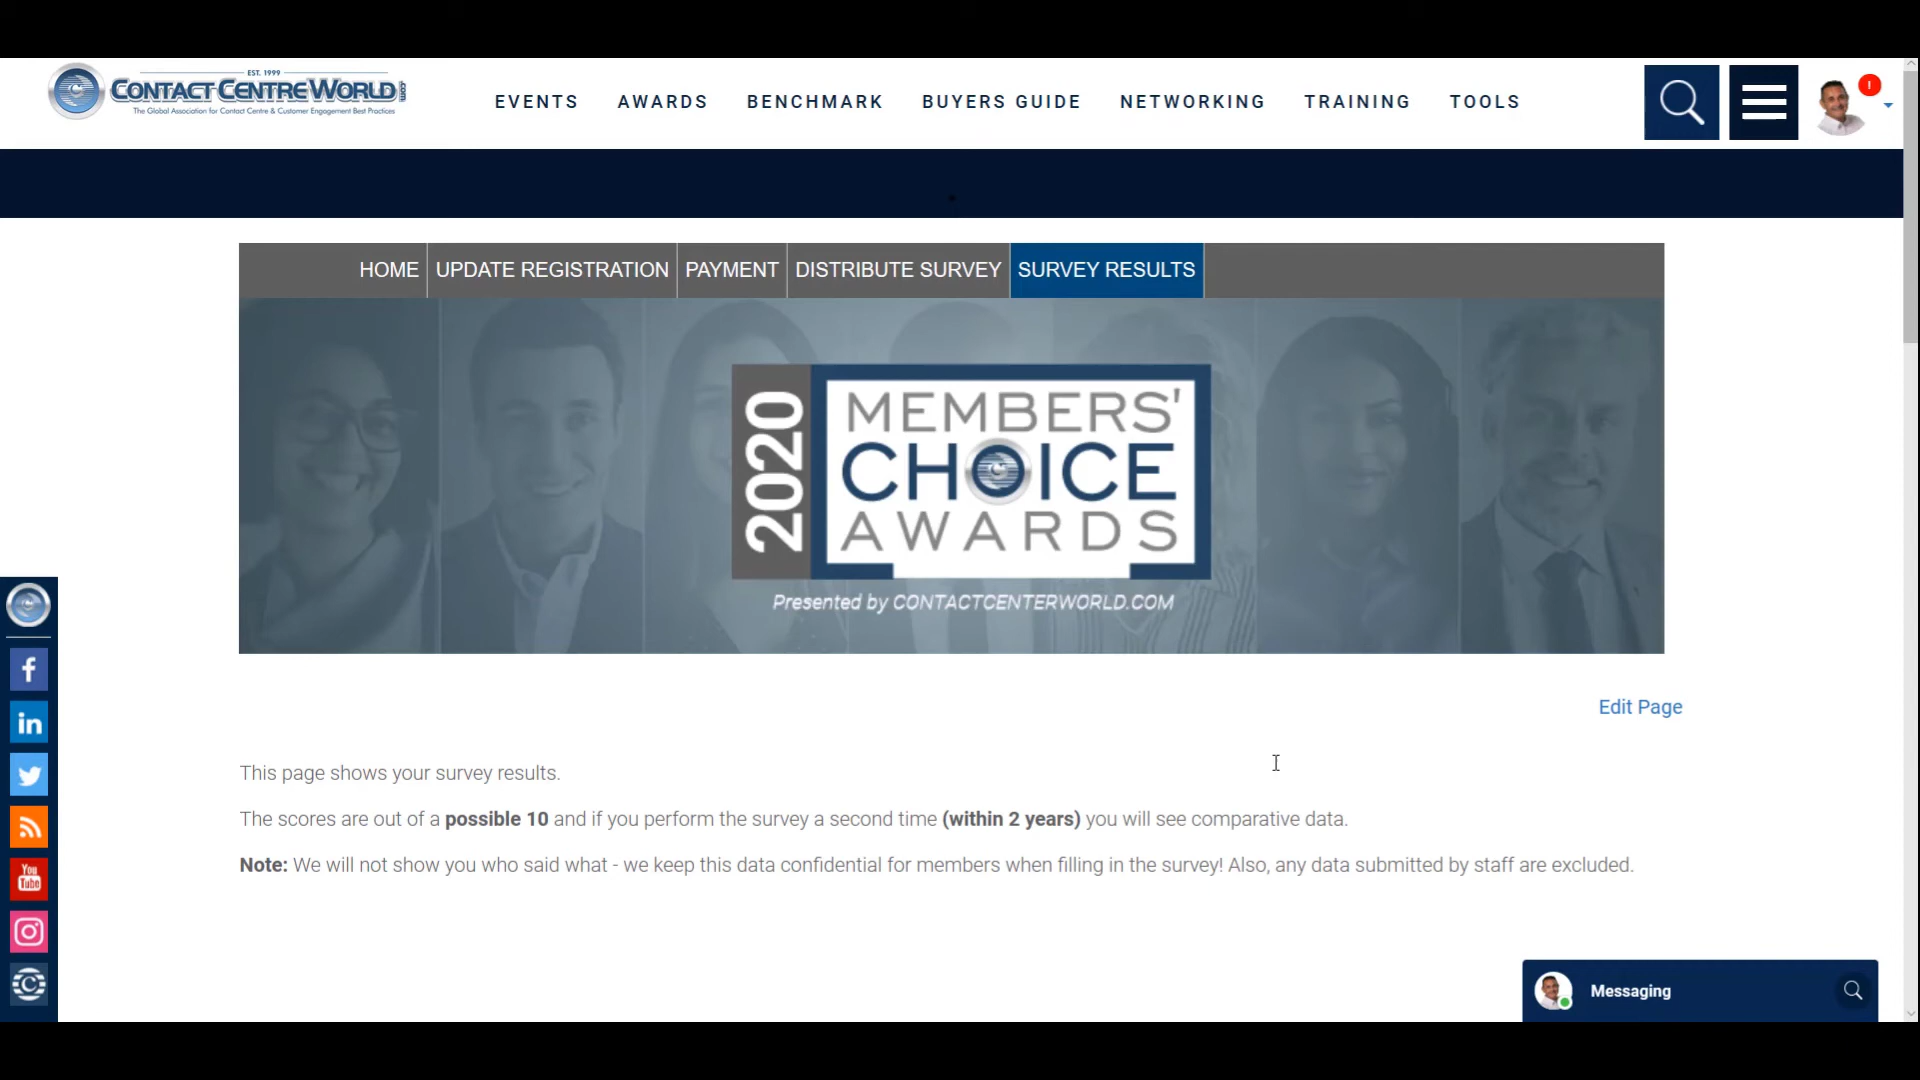 EST. 1999
CONTACTCENTREWORLD.com
The Global Association for Contact Centre & Customer Engagement Best Practices
EVENTS AWARDS BENCHMARK BUYERS GUIDE NETWORKING TRAINING TOOLS
!
HOME UPDATE REGISTRATION PAYMENT DISTRIBUTE SURVEY SURVEY RESULTS
2020
MEMBERS'
CHOICE
AWARDS
Presented by CONTACTCENTERWORLD.COM
Edit Page
This page shows your survey results.
The scores are out of a possible 10 and if you perform the survey a second time (within 2 years) you will see comparative data.
Note: We will not show you who said what - we keep this data confidential for members when filling in the survey! Also, any data submitted by staff are excluded.
f
in
You
Tube
C
Messaging